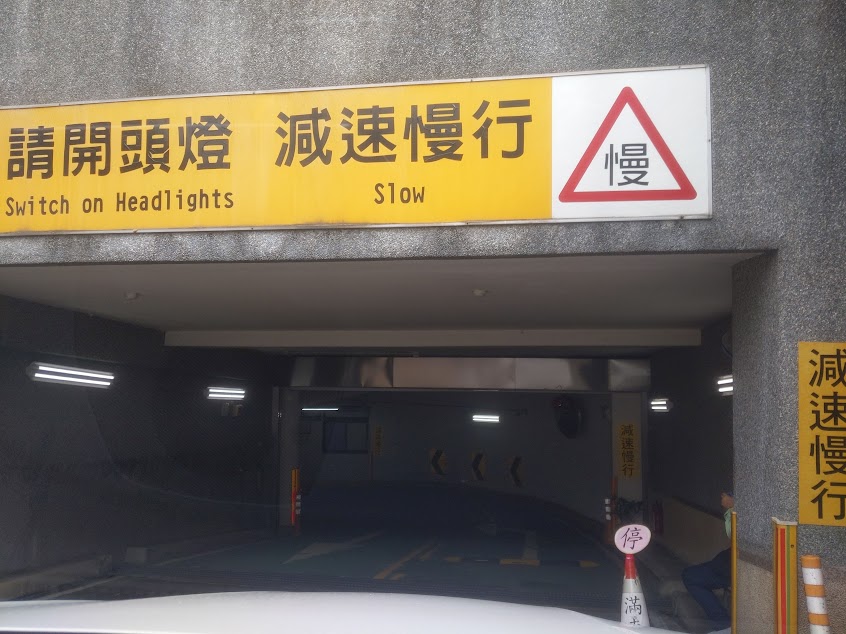 請開頭燈 減速慢行
Switch on Headlights Slow
慢
減速慢行
減速慢行
停
滿